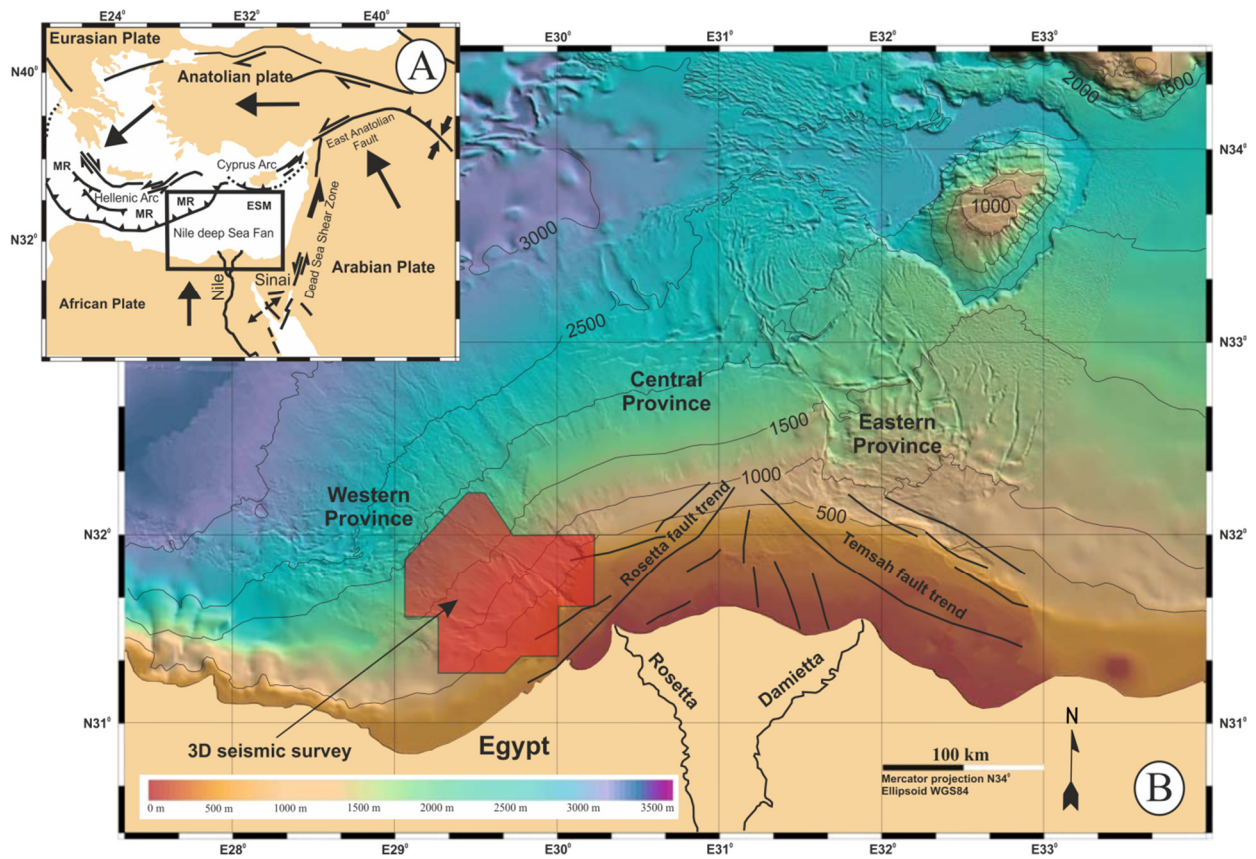 E24°
E32°
E40°
Eurasian Plate
A
N40°
Anatolian plate
East Anatolian
Fault
MR
Cyprus Arc
Hellenic Arc
MR
MR
ESM
N32°
Nile deep Sea Fan
Dead Sea Shear Zone
Arabian Plate
Sinai
Nile
African Plate
E30°
E31°
E32°
E33°
2000
1500
N34°
1000
3000
2500
N33°
Central
Province
1500
Eastern
Province
1000
Western
Province
500
N32°
N32°
Rosetta fault trend
Temsah fault trend
Rosetta
Damietta
N31°
N31°
3D seismic survey
Egypt
N
100 km
Mercator projection N34°
Ellipsoid WGS84
B
0 m
500 m
1000 m
1500 m
2000 m
2500 m
3000 m
3500 m
E28°
E29°
E30°
E31°
E32°
E33°